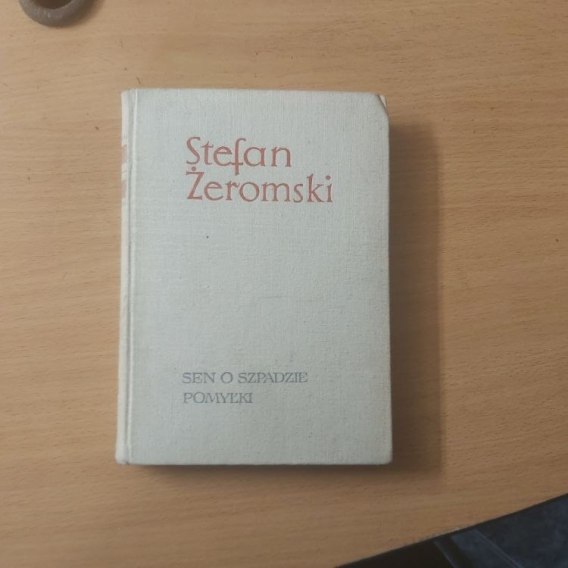 Stefan
Żeromski
SEN O SZPADZIE
POMYŁKI